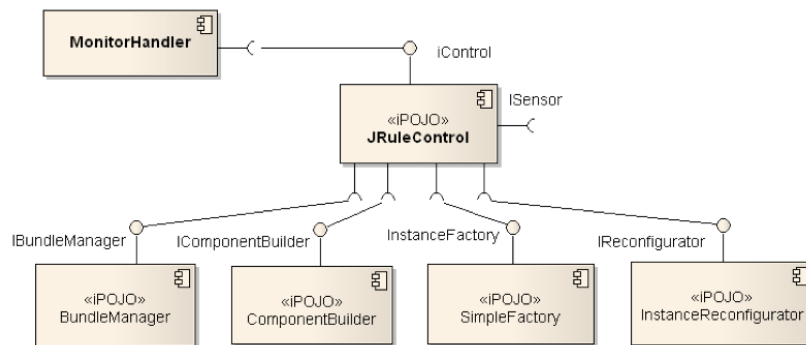 MonitorHandler
iControl
ISensor
«iPOJO»
JRuleControl
IBundleManager
IComponentBuilder
InstanceFactory
IReconfigurator
«iPOJO»
BundleManager
«iPOJO»
ComponentBuilder
«iPOJO»
SimpleFactory
«iPOJO»
InstanceReconfigurator